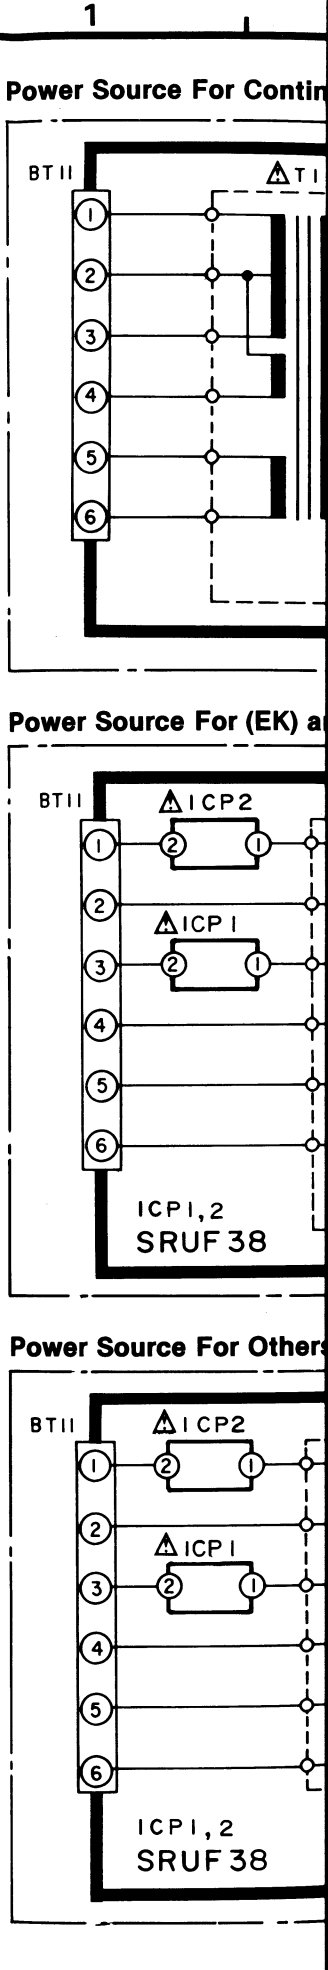 1
Power Source For Contin
BT11
T1
1
2
3
4
5
6
Power Source For (EK) a
BT11
ICP2
1
2
1
2
ICP1
3
2
1
4
5
6
ICP1,2
SRUF38
Power Source For Others
BT11
ICP2
1
2
1
2
ICP1
3
2
1
4
5
6
ICP1,2
SRUF38